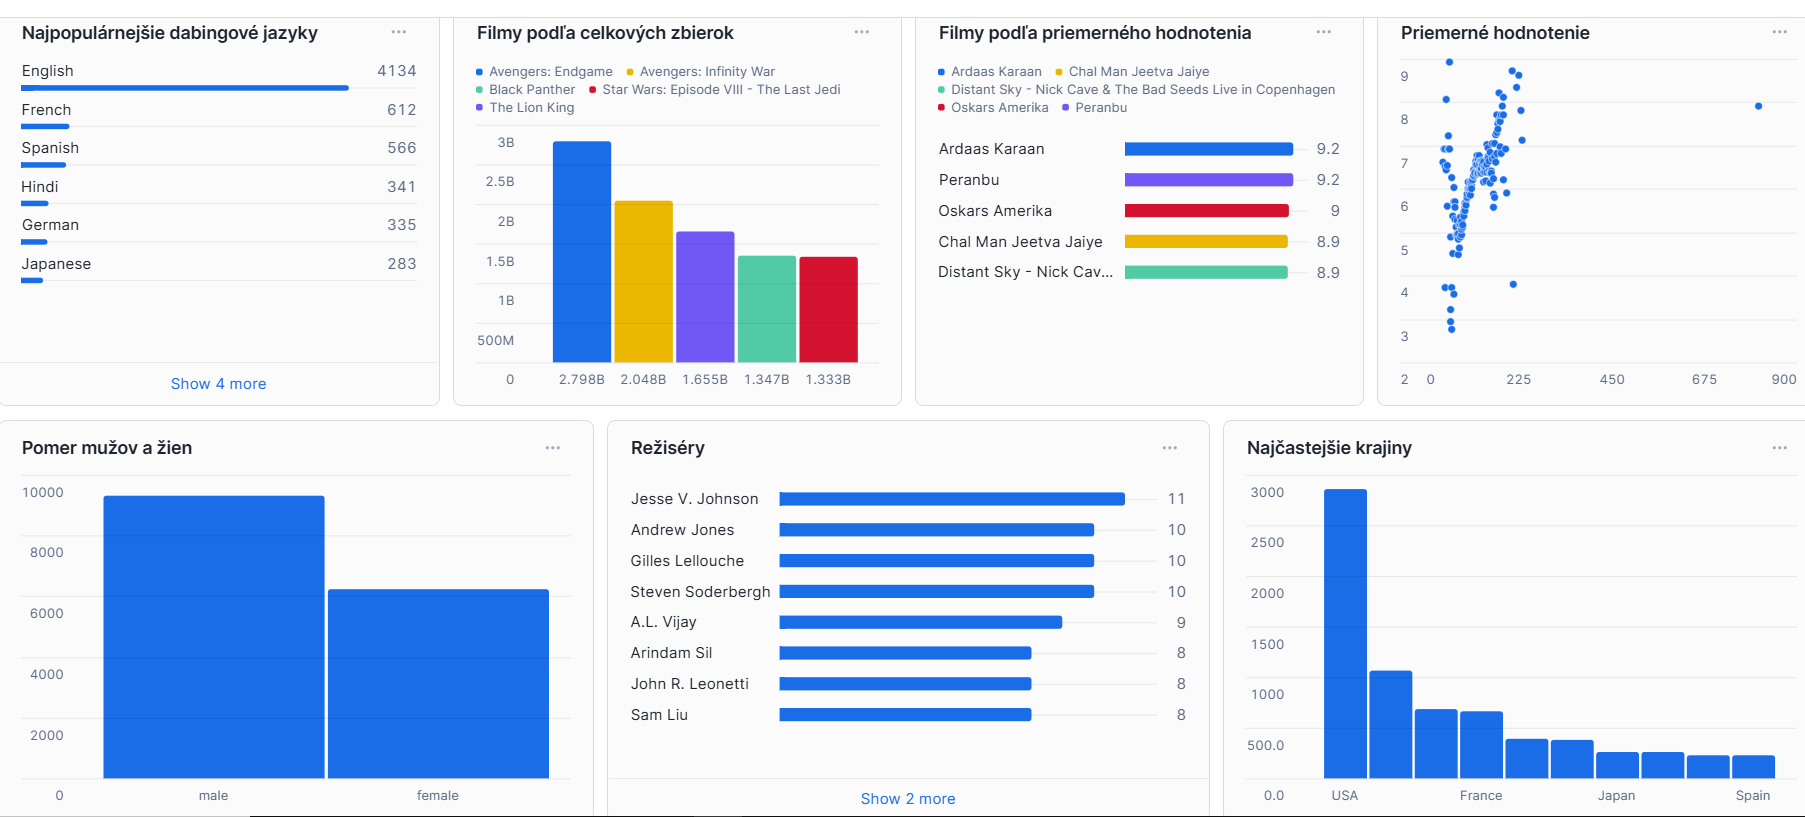 Najpopulárnejšie dabingové jazyky
English 4134
French 612
Spanish 566
Hindi 341
German 335
Japanese 283
Show 4 more
Filmy podľa celkových zbierok
Avengers: Endgame Avengers: Infinity War
Black Panther Star Wars: Episode VIII - The Last Jedi
The Lion King
3B
2.5B
2B
1.5B
1B
500M
0 2.798B 2.048B 1.655B 1.347B 1.333B
Filmy podľa priemerného hodnotenia
Ardaas Karaan Chal Man Jeetva Jaiye
Distant Sky - Nick Cave & The Bad Seeds Live in Copenhagen
Oskars Amerika Peranbu
Ardaas Karaan 9.2
Peranbu 9.2
Oskars Amerika 9
Chal Man Jeetva Jaiye 8.9
Distant Sky - Nick Cav... 8.9
Priemerné hodnotenie
9
8
7
6
5
4
3
2 0 225 450 675 900
Pomer mužov a žien
10000
8000
6000
4000
2000
0 male female
Režiséry
Jesse V. Johnson 11
Andrew Jones 10
Gilles Lellouche 10
Steven Soderbergh 10
A.L. Vijay 9
Arindam Sil 8
John R. Leonetti 8
Sam Liu 8
Show 2 more
Najčastejšie krajiny
3000
2500
2000
1500
1000
500.0
0.0 USA France Japan Spain